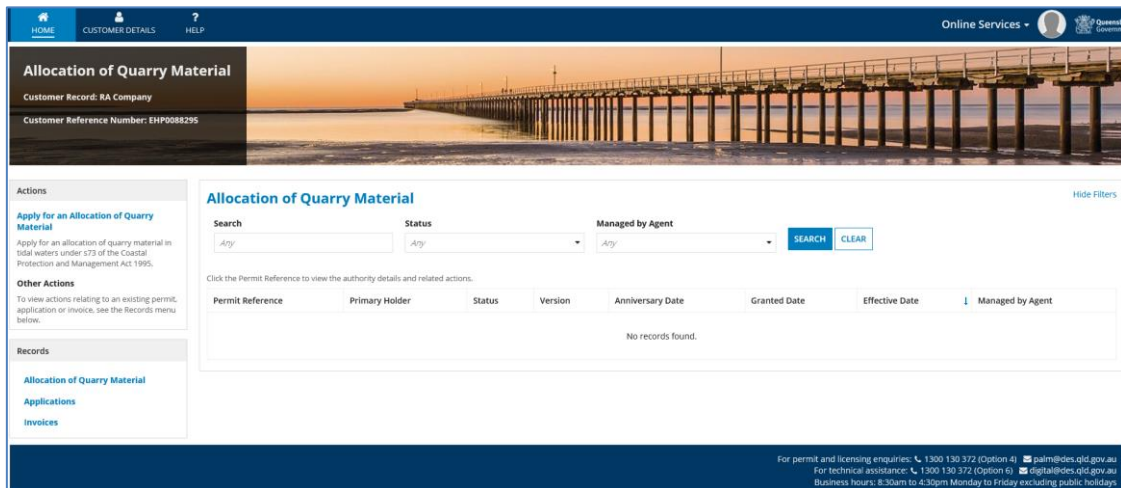 HOME
CUSTOMER DETAILS
? HELP
Online Services
Allocation of Quarry Material
Customer Record: RA Company
Customer Reference Number: EHP0088295
Actions
Apply for an Allocation of Quarry
Material
Apply for an allocation of quarry material in
tidal waters under s73 of the Coastal
Protection and Management Act 1995.
Other Actions
To view actions relating to an existing permit,
application or invoice, see the Records menu
below.
Records
Allocation of Quarry Material
Applications
Invoices
Allocation of Quarry Material
Hide Filters
Search Status Managed by Agent
Any Any Any SEARCH CLEAR
Click the Permit Reference to view the authority details and related actions.
Permit Reference Primary Holder Status Version Anniversary Date Granted Date Effective Date ↓ Managed by Agent
No records found.
For permit and licensing enquiries: 1300 130 372 (Option 4) palm@des.qld.gov.au
For technical assistance: 1300 130 372 (Option 6) digital@des.qld.gov.au
Business hours: 8:30am to 4:30pm Monday to Friday excluding public holidays